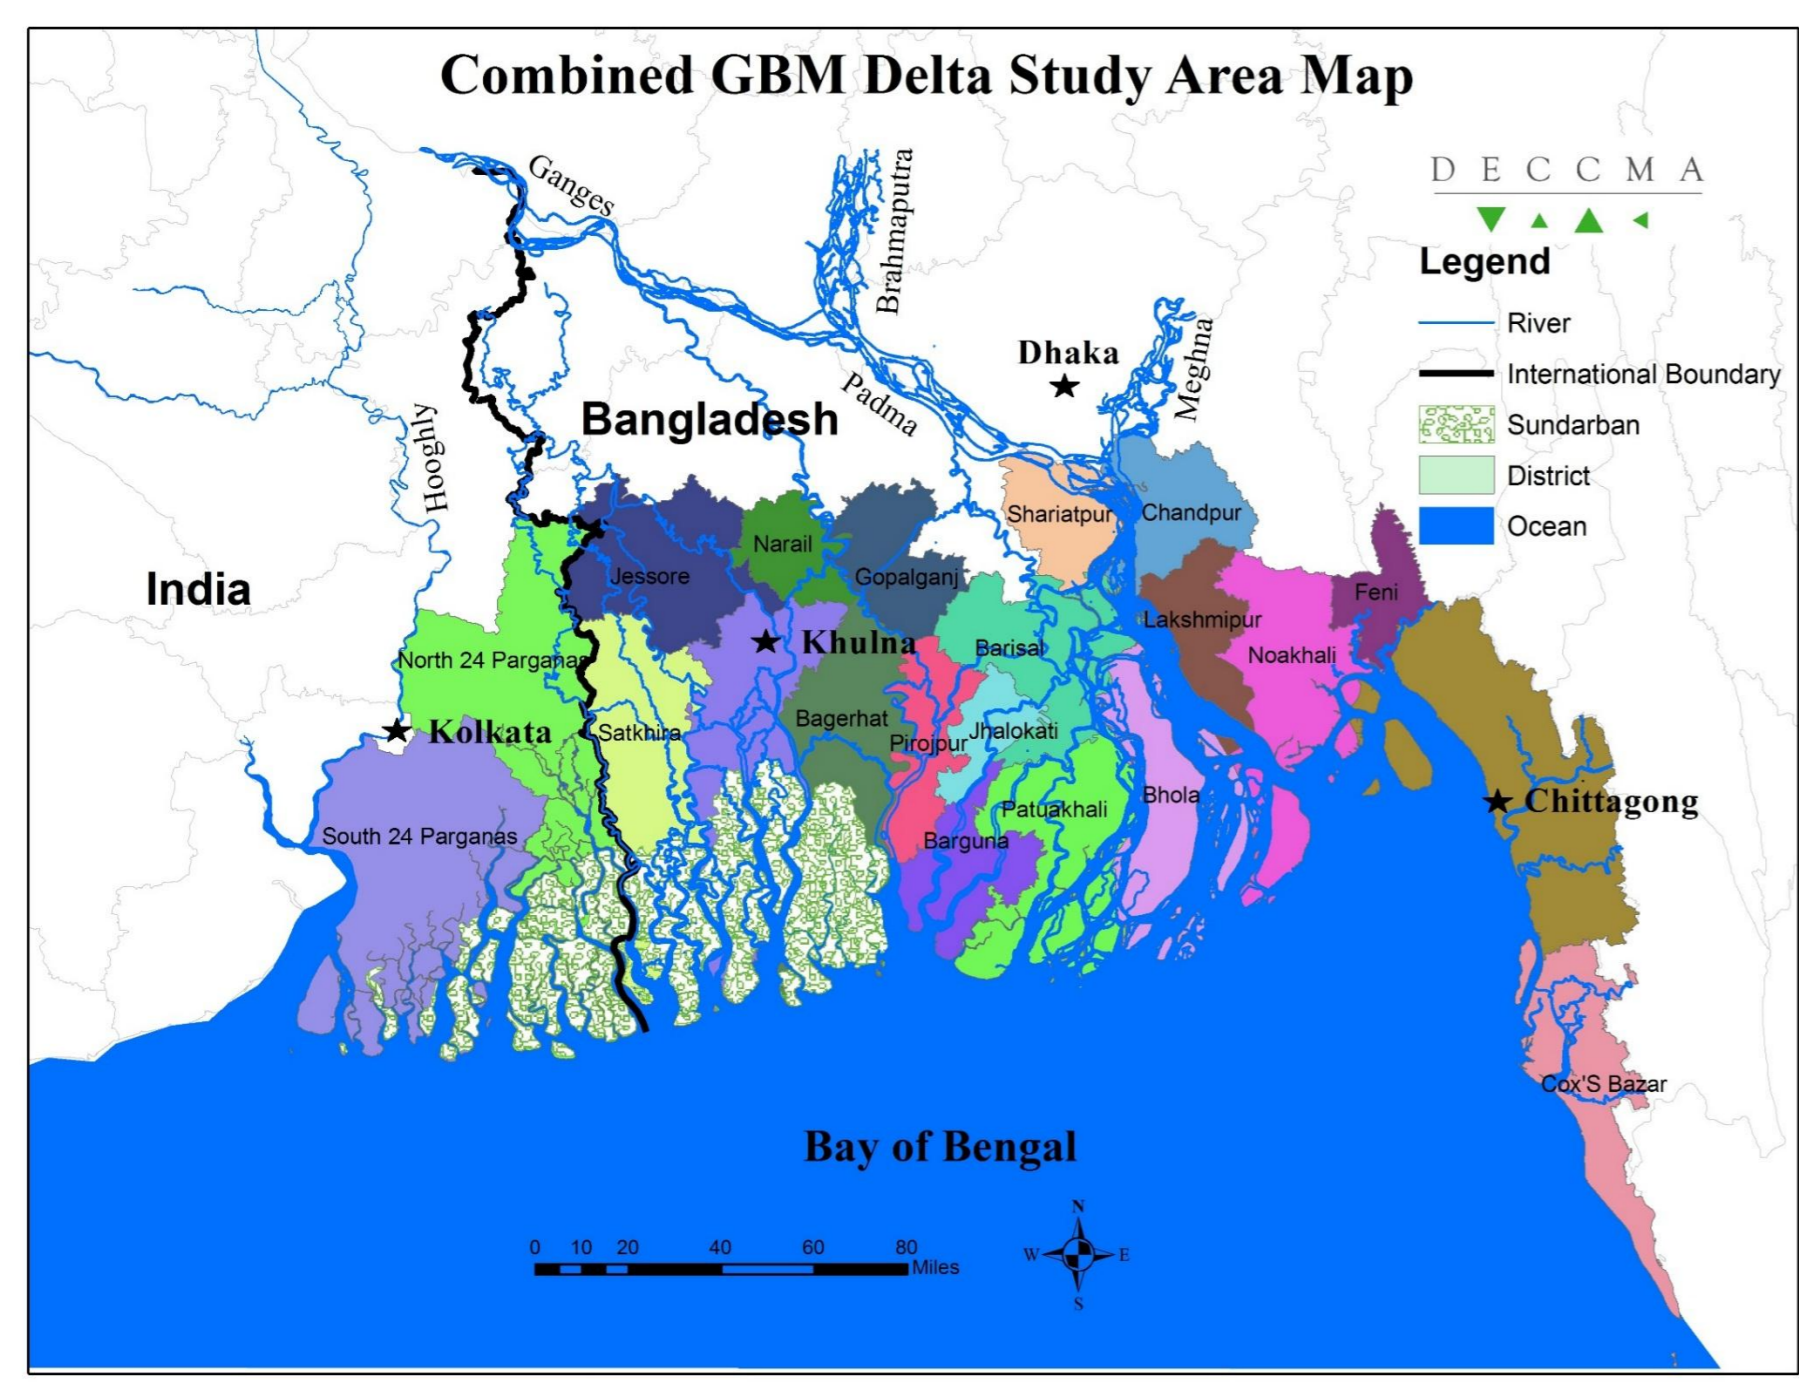 Combined GBM Delta Study Area Map
D E C C M A
Legend
River
International Boundary
Sundarban
District
Ocean
Ganges
Brahmaputra
Meghna
Padma
Hooghly
Dhaka
Bangladesh
India
Shariatpur
Chandpur
Narail
Jessore
Gopalganj
Feni
Lakshmipur
Khulna
Barisal
Noakhali
North 24 Parganas
Kolkata
Satkhira
Bagerhat
Pirojpur
Jhalokati
Bhola
Chittagong
Patuakhali
South 24 Parganas
Barguna
Cox'S Bazar
Bay of Bengal
N
W E
S
0 10 20 40 60 80
Miles